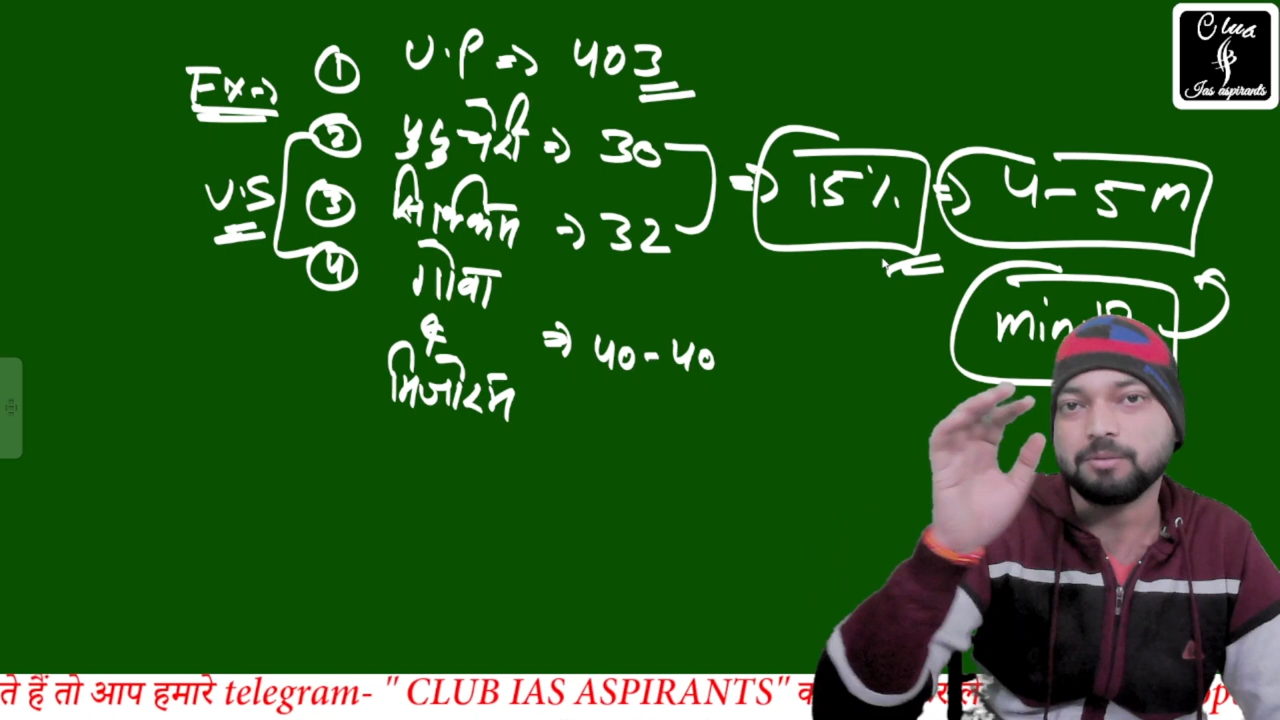 Clua
Ias aspirants
Ex→
① U.P ⇒ 403
② पुदुचेरी ⇒ 30
U.S
③ सिक्किम → 32
⇒ 15%
⇒ 4 - 5 m
④ गोवा
&
मिजोरम
⇒ 40 - 40
min
ते हैं तो आप हमारे telegram- " CLUB IAS ASPIRANTS"